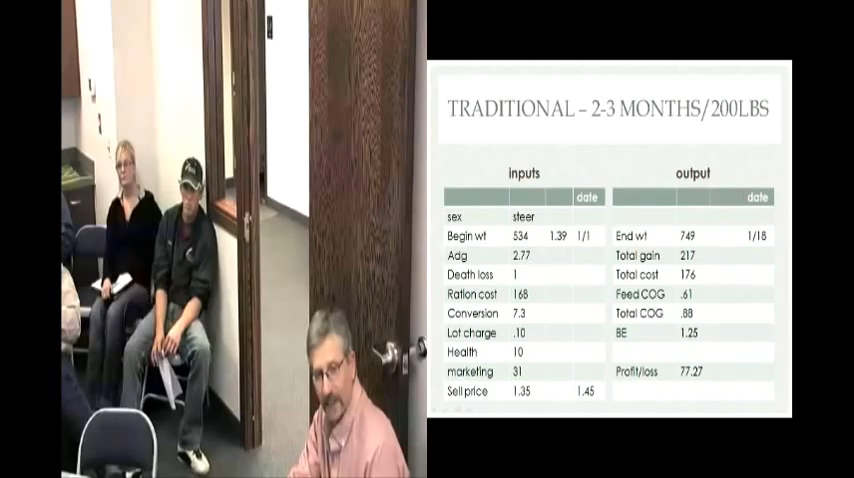 TRADITIONAL – 2-3 MONTHS/200LBS
inputs
date
sex steer
Begin wt 534 1.39 1/1
Adg 2.77
Death loss 1
Ration cost 168
Conversion 7.3
Lot charge .10
Health 10
marketing 31
Sell price 1.35 1.45
output
date
End wt 749 1/18
Total gain 217
Total cost 176
Feed COG .61
Total COG .88
BE 1.25
Profit/loss 77.27